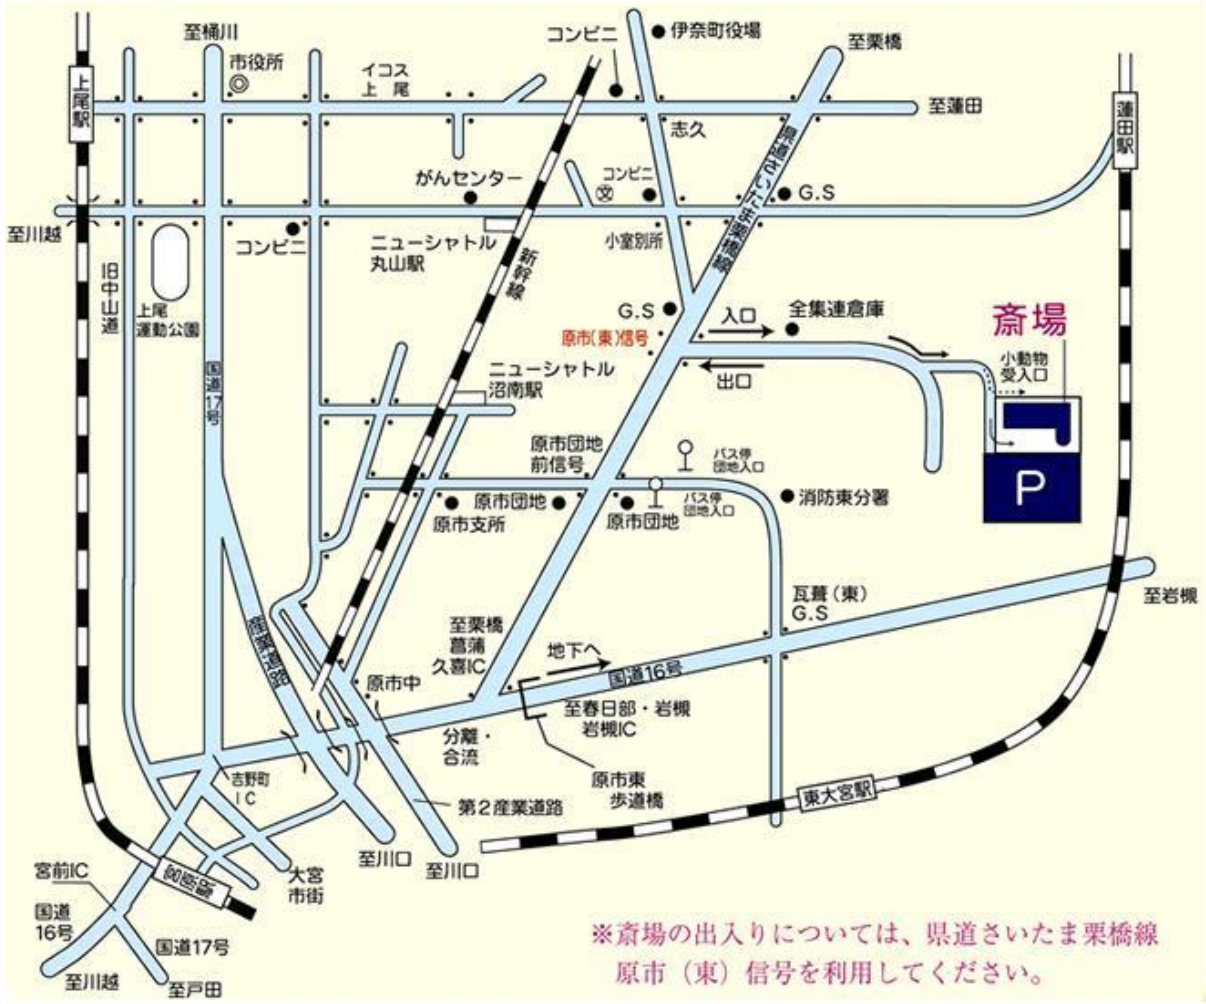 至桶川
市役所
イコス
上 尾
コンビニ
伊奈町役場
至栗橋
上尾駅
至蓮田
志久
蓮田駅
県道さいたま栗橋線
がんセンター
コンビニ
文
G.S
至川越
コンビニ
ニューシャトル
丸山駅
小室別所
新幹線
旧中山道
上尾
運動公園
G.S
入口
全集連倉庫
斎場
原市(東)信号
出口
小動物
受入口
国道17号
ニューシャトル
沼南駅
原市団地
前信号
バス停
団地入口
P
原市支所
原市団地
原市団地
バス停
団地入口
消防東分署
産業道路
至栗橋
菖蒲
久喜IC
地下へ
瓦葺(東)
G.S
至岩槻
国道16号
原市中
分離・
合流
至春日部・岩槻
岩槻IC
吉野町
IC
原市東
歩道橋
第2産業道路
東大宮駅
宮原駅
宮前IC
大宮
市街
至川口
至川口
国道
16号
国道17号
至川越
至戸田
※斎場の出入りについては、県道さいたま栗橋線
原市（東）信号を利用してください。